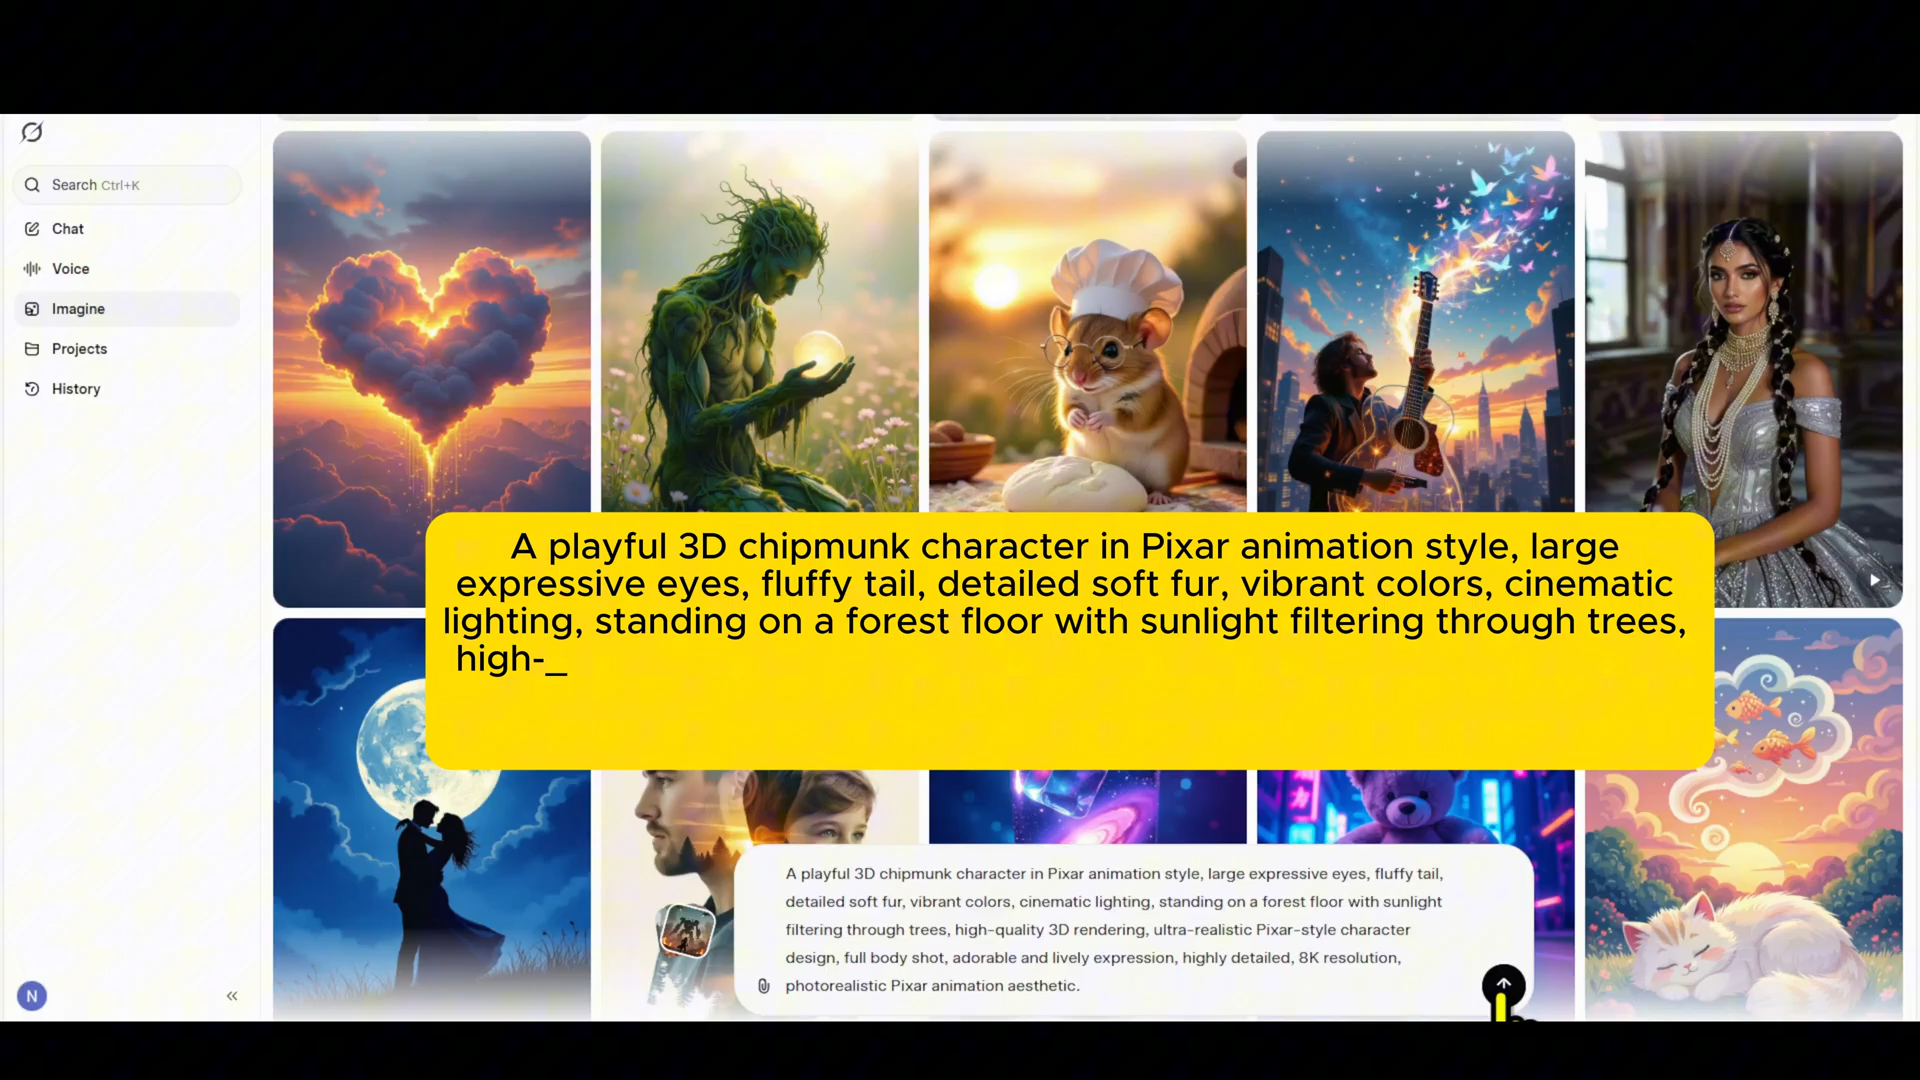 Search Ctrl+K
Chat
Voice
Imagine
Projects
History
A playful 3D chipmunk character in Pixar animation style, large
expressive eyes, fluffy tail, detailed soft fur, vibrant colors, cinematic
lighting, standing on a forest floor with sunlight filtering through trees,
high-_
A playful 3D chipmunk character in Pixar animation style, large expressive eyes, fluffy tail,
detailed soft fur, vibrant colors, cinematic lighting, standing on a forest floor with sunlight
filtering through trees, high-quality 3D rendering, ultra-realistic Pixar-style character
design, full body shot, adorable and lively expression, highly detailed, 8K resolution,
photorealistic Pixar animation aesthetic.
N